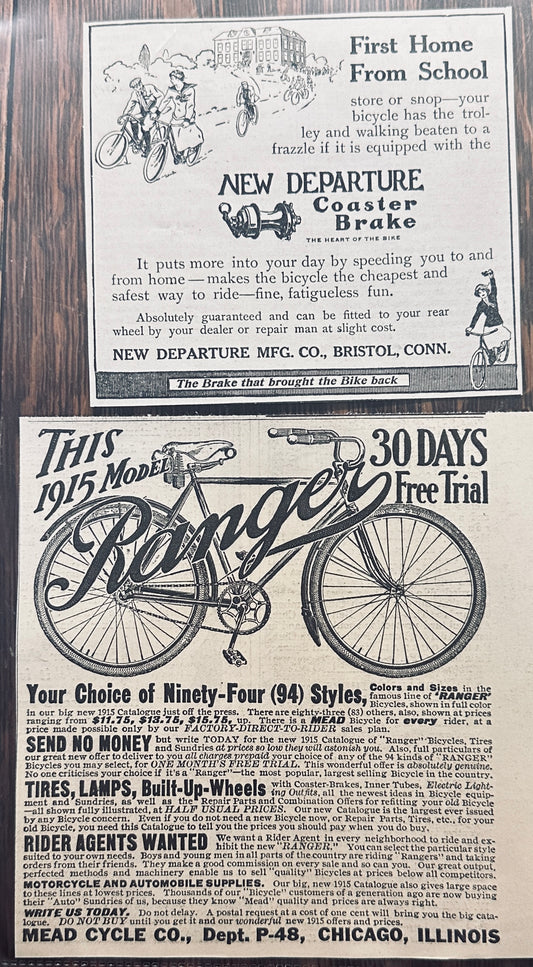 First Home
From School
store or snop—your
bicycle has the trol-
ley and walking beaten to a
frazzle if it is equipped with the
NEW DEPARTURE
Coaster
Brake
THE HEART OF THE BIKE
It puts more into your day by speeding you to and
from home—makes the bicycle the cheapest and
safest way to ride—fine, fatigueless fun.
Absolutely guaranteed and can be fitted to your rear
wheel by your dealer or repair man at slight cost.
NEW DEPARTURE MFG. CO., BRISTOL, CONN.
The Brake that brought the Bike back
THIS
1915 MODEL
30 DAYS
Free Trial
Ranger
Your Choice of Ninety-Four (94) Styles, Colors and Sizes in the
famous line of "RANGER"
Bicycles, shown in full color
in our big new 1915 Catalogue just off the press. There are eighty-three (83) others, also, shown at prices
ranging from $11.75, $13.75, $15.75, up. There is a MEAD Bicycle for every rider, at a
price made possible only by our FACTORY-DIRECT-TO-RIDER sales plan.
SEND NO MONEY but write TODAY for the new 1915 Catalogue of "Ranger" Bicycles, Tires
and Sundries at prices so low they will astonish you. Also, full particulars of
our great new offer to deliver to you all charges prepaid your choice of any of the 94 kinds of "RANGER"
Bicycles you may select, for ONE MONTH'S FREE TRIAL. This wonderful offer is absolutely genuine.
No one criticises your choice if it's a "Ranger"—the most popular, largest selling Bicycle in the country.
TIRES, LAMPS, Built-Up-Wheels with Coaster-Brakes, Inner Tubes, Electric Light-
ing Outfits, all the newest ideas in Bicycle equip-
ment and Sundries, as well as the Repair Parts and Combination Offers for refitting your old Bicycle
—all shown fully illustrated, at HALF USUAL PRICES. Our new Catalogue is the largest ever issued
by any Bicycle concern. Even if you do not need a new Bicycle now, or Repair Parts, Tires, etc., for your
old Bicycle, you need this Catalogue to tell you the prices you should pay when you do buy.
RIDER AGENTS WANTED We want a Rider Agent in every neighborhood to ride and ex-
hibit the new "RANGER." You can select the particular style
suited to your own needs. Boys and young men in all parts of the country are riding "Rangers" and taking
orders from their friends. They make a good commission on every sale and so can you. Our great output,
perfected methods and machinery enable us to sell "quality" Bicycles at prices below all competitors.
MOTORCYCLE AND AUTOMOBILE SUPPLIES. Our big, new 1915 Catalogue also gives large space
to these lines at lowest prices. Thousands of our "Bicycle" customers of a generation ago are now buying
their "Auto" Sundries of us, because they know "Mead" quality and prices are always right.
WRITE US TODAY. Do not delay. A postal request at a cost of one cent will bring you the big cata-
logue. DO NOT BUY until you get it and our wonderful new 1915 offers and prices.
MEAD CYCLE CO., Dept. P-48, CHICAGO, ILLINOIS